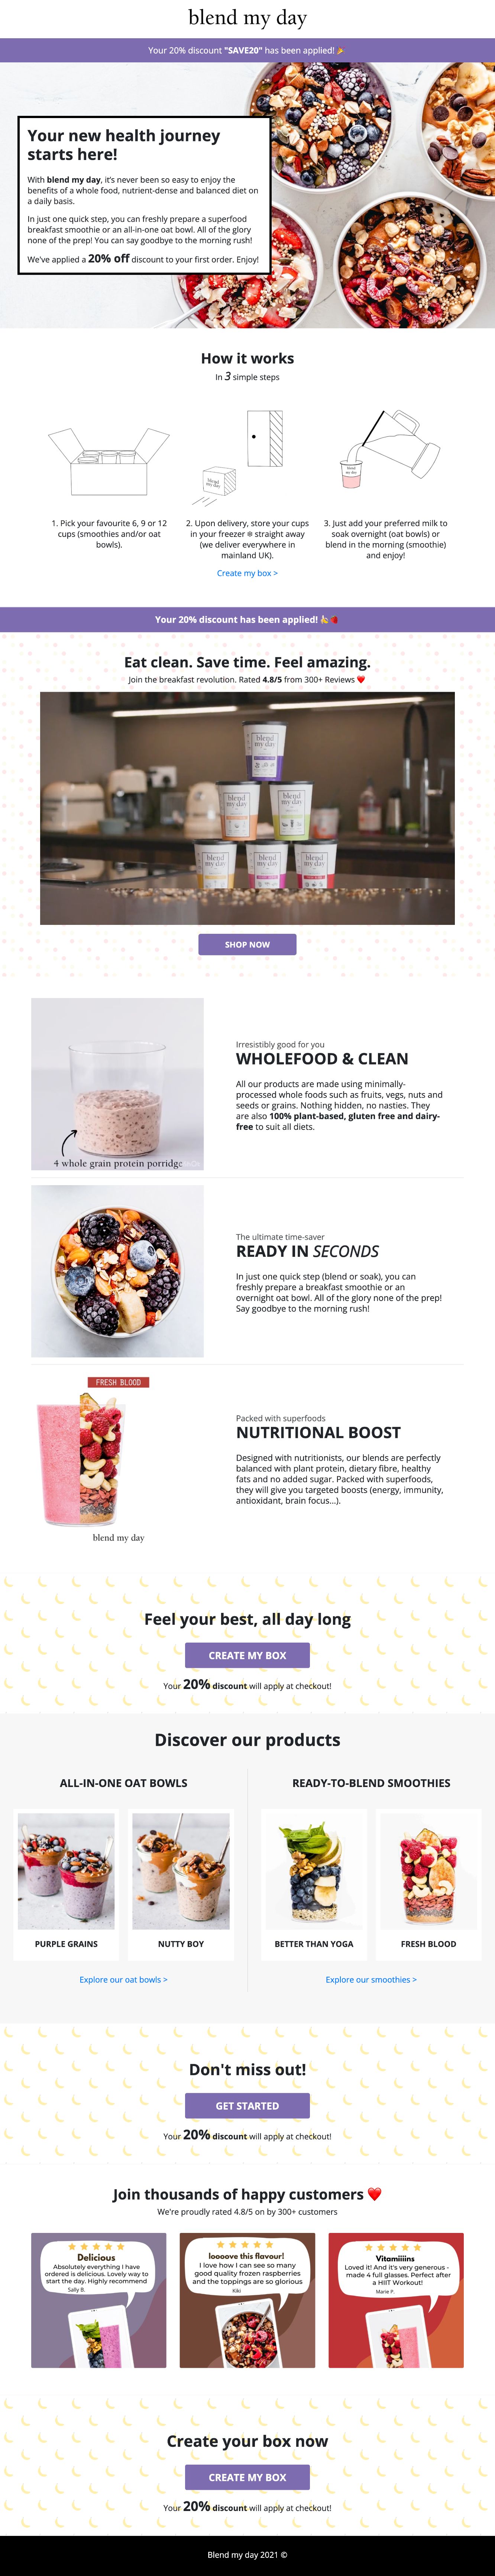 blend my day
Your 20% discount "SAVE20" has been applied! 🎉
Your new health journey
starts here!
With blend my day, it's never been so easy to enjoy the
benefits of a whole food, nutrient-dense and balanced diet on
a daily basis.
In just one quick step, you can freshly prepare a superfood
breakfast smoothie or an all-in-one oat bowl. All of the glory
none of the prep! You can say goodbye to the morning rush!
We've applied a 20% off discount to your first order. Enjoy!
How it works
In 3 simple steps
blend
my day
blend
my day
1. Pick your favourite 6, 9 or 12
cups (smoothies and/or oat
bowls).
2. Upon delivery, store your cups
in your freezer ❄ straight away
(we deliver everywhere in
mainland UK).
3. Just add your preferred milk to
soak overnight (oat bowls) or
blend in the morning (smoothie)
and enjoy!
Create my box >
Your 20% discount has been applied! 🍌🍓
Eat clean. Save time. Feel amazing.
Join the breakfast revolution. Rated 4.8/5 from 300+ Reviews ❤️
blend
my day
blend
my day
blend
my day
blend
my day
blend
my day
blend
my day
SHOP NOW
Irresistibly good for you
WHOLEFOOD & CLEAN
All our products are made using minimally-
processed whole foods such as fruits, vegs, nuts and
seeds or grains. Nothing hidden, no nasties. They
are also 100% plant-based, gluten free and dairy-
free to suit all diets.
4 whole grain protein porridge
The ultimate time-saver
READY IN SECONDS
In just one quick step (blend or soak), you can
freshly prepare a breakfast smoothie or an
overnight oat bowl. All of the glory none of the prep!
Say goodbye to the morning rush!
FRESH BLOOD
blend my day
Packed with superfoods
NUTRITIONAL BOOST
Designed with nutritionists, our blends are perfectly
balanced with plant protein, dietary fibre, healthy
fats and no added sugar. Packed with superfoods,
they will give you targeted boosts (energy, immunity,
antioxidant, brain focus...).
Feel your best, all day long
CREATE MY BOX
Your 20% discount will apply at checkout!
Discover our products
ALL-IN-ONE OAT BOWLS
PURPLE GRAINS
NUTTY BOY
Explore our oat bowls >
READY-TO-BLEND SMOOTHIES
BETTER THAN YOGA
FRESH BLOOD
Explore our smoothies >
Don't miss out!
GET STARTED
Your 20% discount will apply at checkout!
Join thousands of happy customers ❤️
We're proudly rated 4.8/5 on by 300+ customers
Delicious
Absolutely everything I have
ordered is delicious. Lovely way to
start the day. Highly recommend
Sally B.
loooove this flavour!
I love how I can see so many
good quality frozen raspberries
and the toppings are so glorious
Kiki
Vitamiiiins
Loved it! And it's very generous -
made 4 full glasses. Perfect after
a HIIT Workout!
Marie P.
Create your box now
CREATE MY BOX
Your 20% discount will apply at checkout!
Blend my day 2021 ©